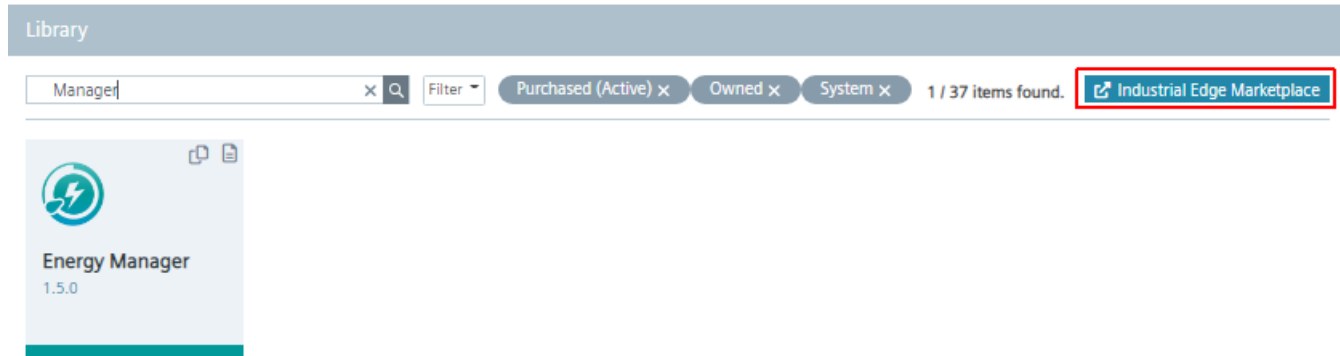 Library
Manager
Filter
Purchased (Active) ×
Owned ×
System ×
1 / 37 items found.
Industrial Edge Marketplace
Energy Manager
1.5.0